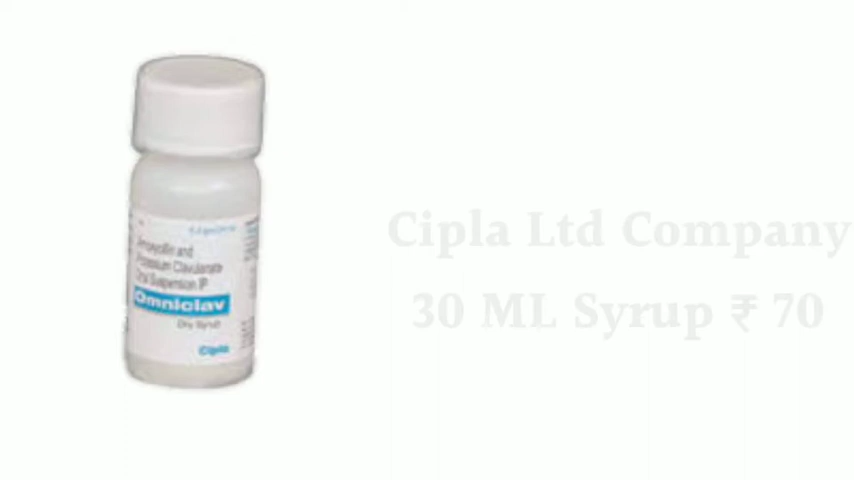 Amoxycillin and
Potassium Clavulanate
Oral Suspension IP
Omniclav
Dry Syrup
Cipla
Cipla Ltd Company
30 ML Syrup ₹ 70